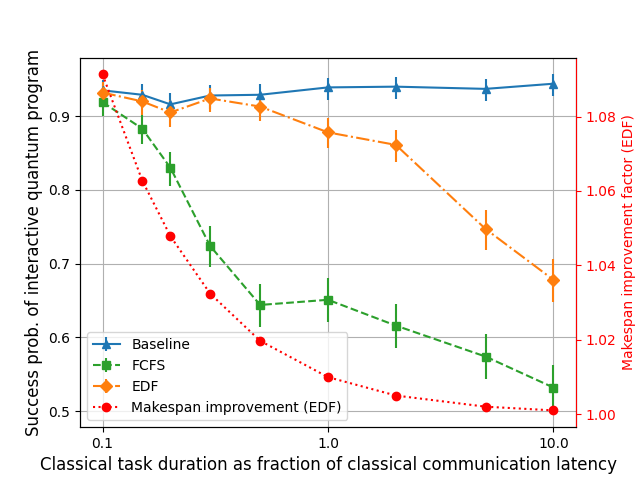 Success prob. of interactive quantum program
0.9
0.8
0.7
0.6
0.5
Baseline
FCFS
EDF
Makespan improvement (EDF)
0.1
1.0
10.0
Classical task duration as fraction of classical communication latency
1.08
1.06
1.04
1.02
1.00
Makespan improvement factor (EDF)